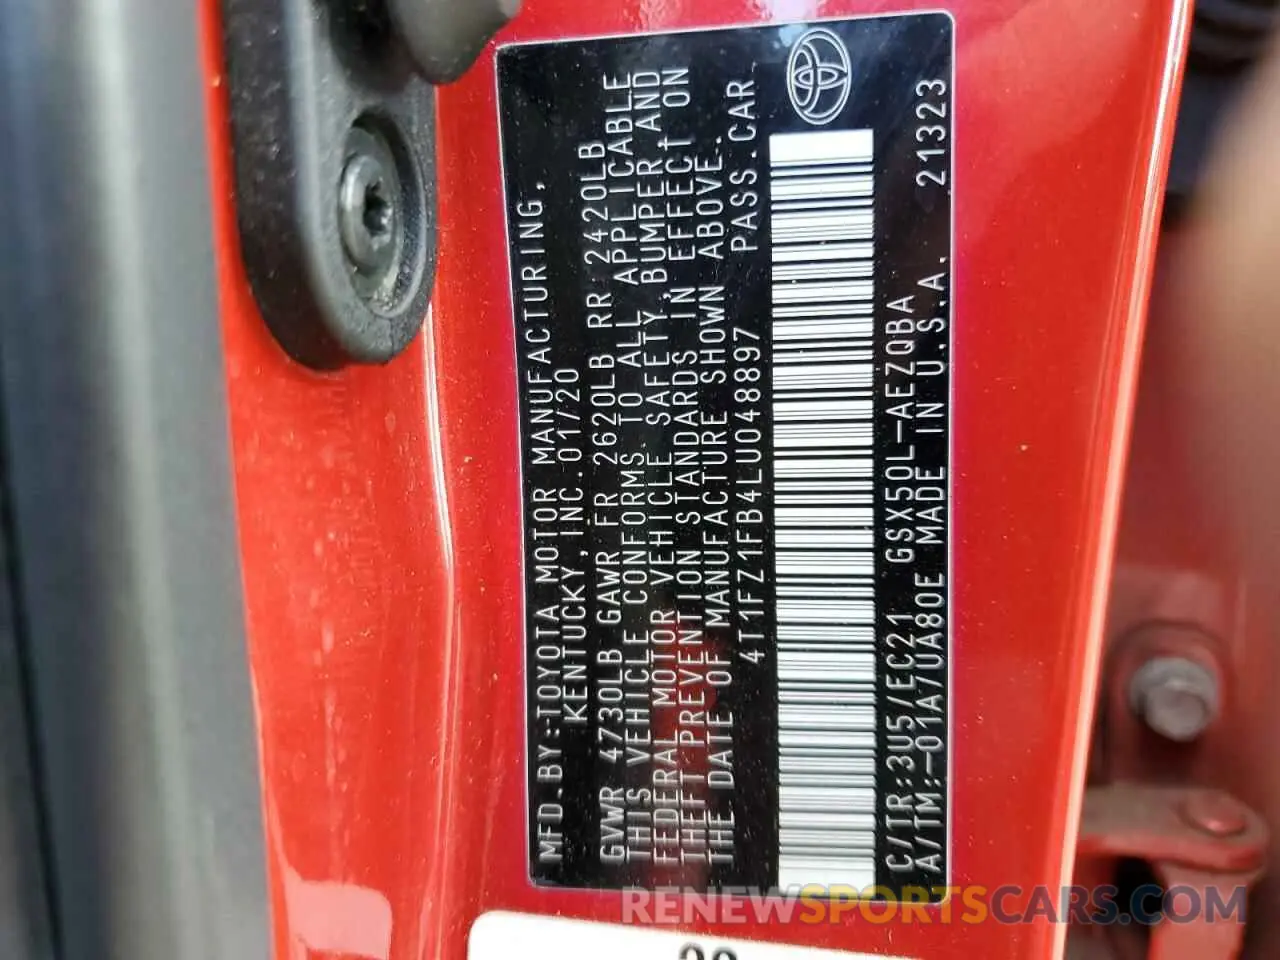 MFD.BY:TOYOTA MOTOR MANUFACTURING,
KENTUCKY, INC. 01/20
GVWR 4730LB GAWR FR 2620LB RR 2420LB
THIS VEHICLE CONFORMS TO ALL APPLICABLE
FEDERAL MOTOR VEHICLE SAFETY, BUMPER, AND
THEFT PREVENTION STANDARDS IN EFFECT ON
THE DATE OF MANUFACTURE SHOWN ABOVE.
4T1FZ1FB4LU048897 PASS.CAR
C/TR:3U5/EC21 GSX50L-AEZQBA
A/TM:-01A/UA80E MADE IN U.S.A. 21323
RENEWSPORTSCARS.COM